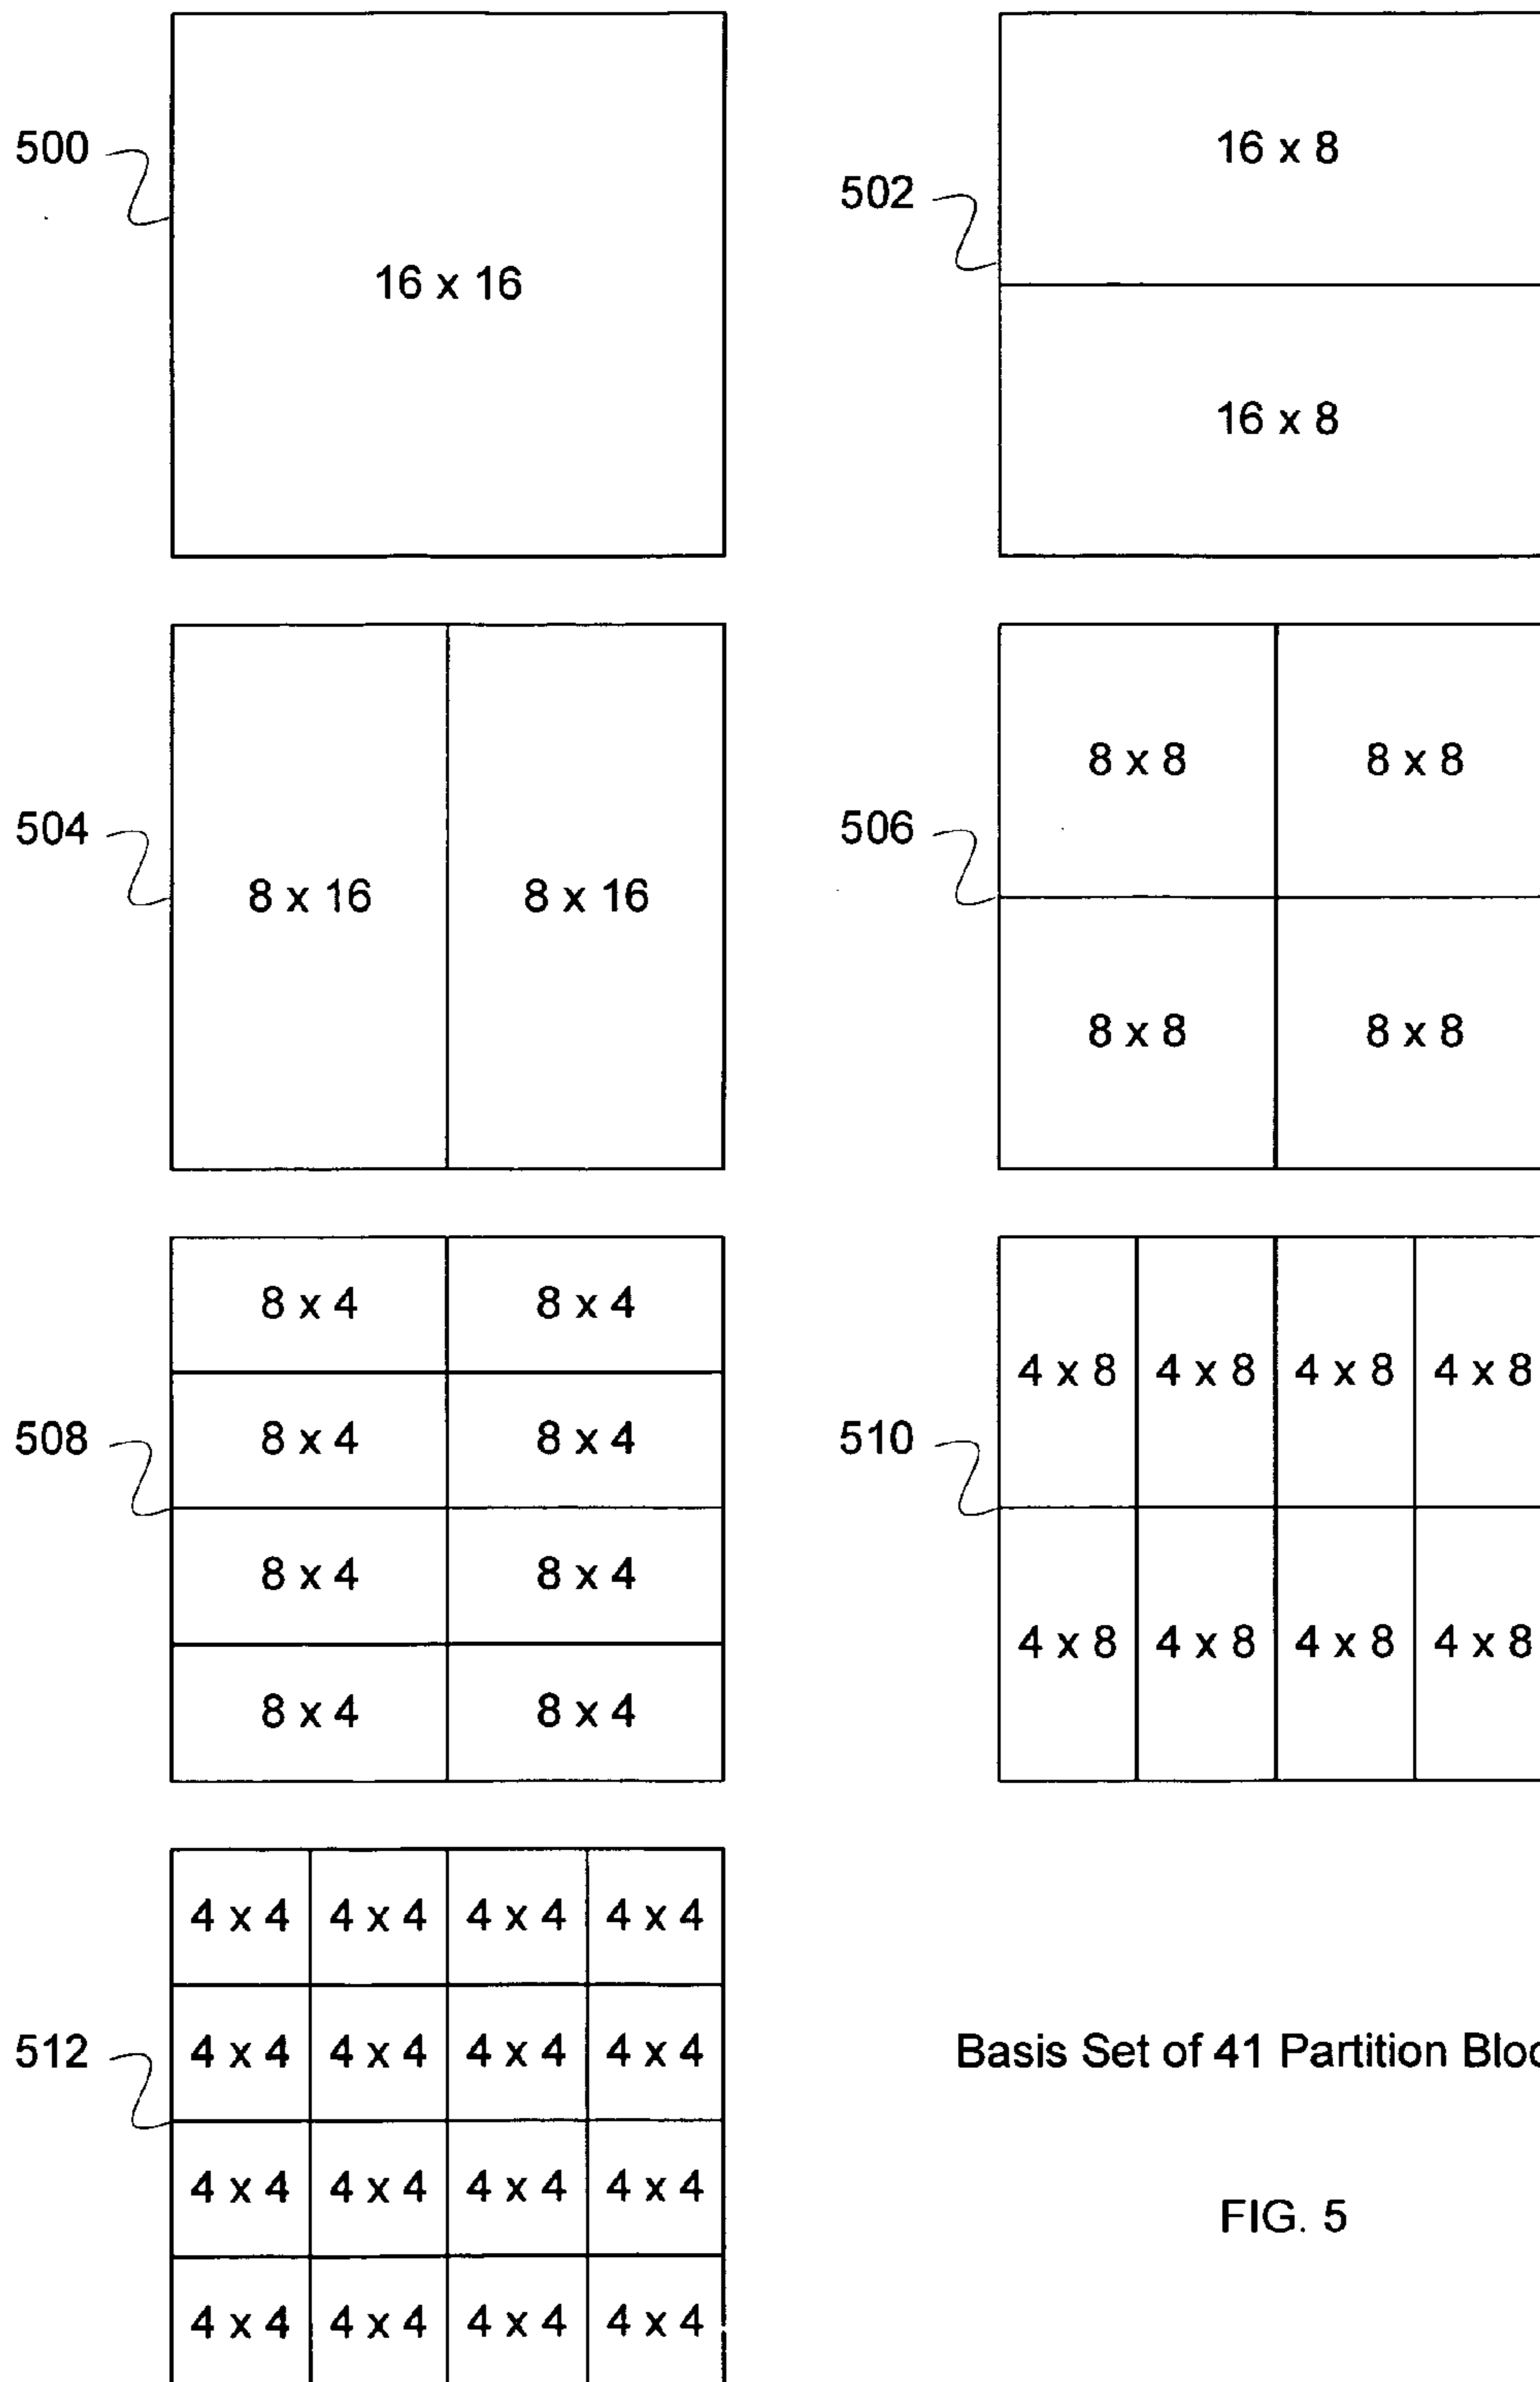 500
16 x 16
502
16 x 8
16 x 8
504
8 x 16 8 x 16
506
8 x 8 8 x 8
8 x 8 8 x 8
508
8 x 4 8 x 4
8 x 4 8 x 4
8 x 4 8 x 4
8 x 4 8 x 4
510
4 x 8 4 x 8 4 x 8 4 x 8
4 x 8 4 x 8 4 x 8 4 x 8
512
4 x 4 4 x 4 4 x 4 4 x 4
4 x 4 4 x 4 4 x 4 4 x 4
4 x 4 4 x 4 4 x 4 4 x 4
4 x 4 4 x 4 4 x 4 4 x 4
Basis Set of 41 Partition
FIG. 5